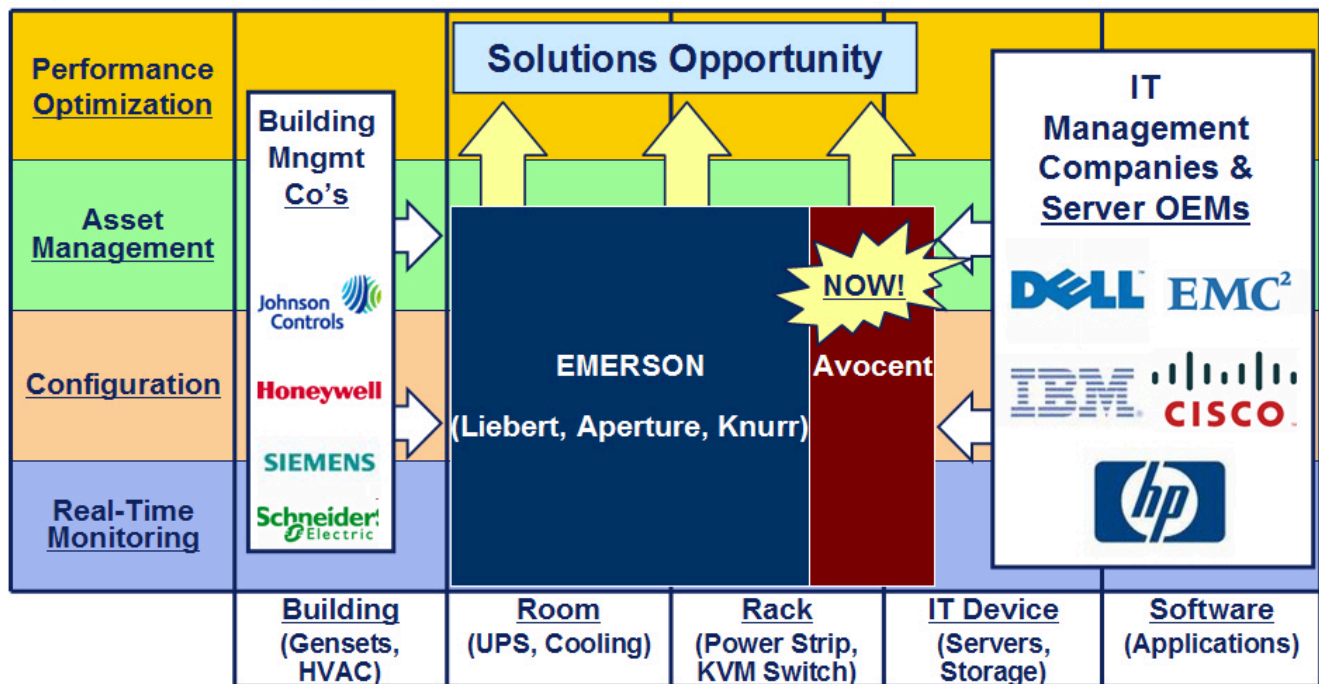 Performance
Optimization
Asset
Management
Configuration
Real-Time
Monitoring
Building
Mngmt
Co's
Johnson
Controls
Honeywell
SIEMENS
Schneider
Electric
Solutions Opportunity
EMERSON
(Liebert, Aperture, Knurr)
NOW!
Avocent
IT
Management
Companies &
Server OEMs
DELL
EMC²
IBM
CISCO
hp
Building
(Gensets,
HVAC)
Room
(UPS, Cooling)
Rack
(Power Strip,
KVM Switch)
IT Device
(Servers,
Storage)
Software
(Applications)